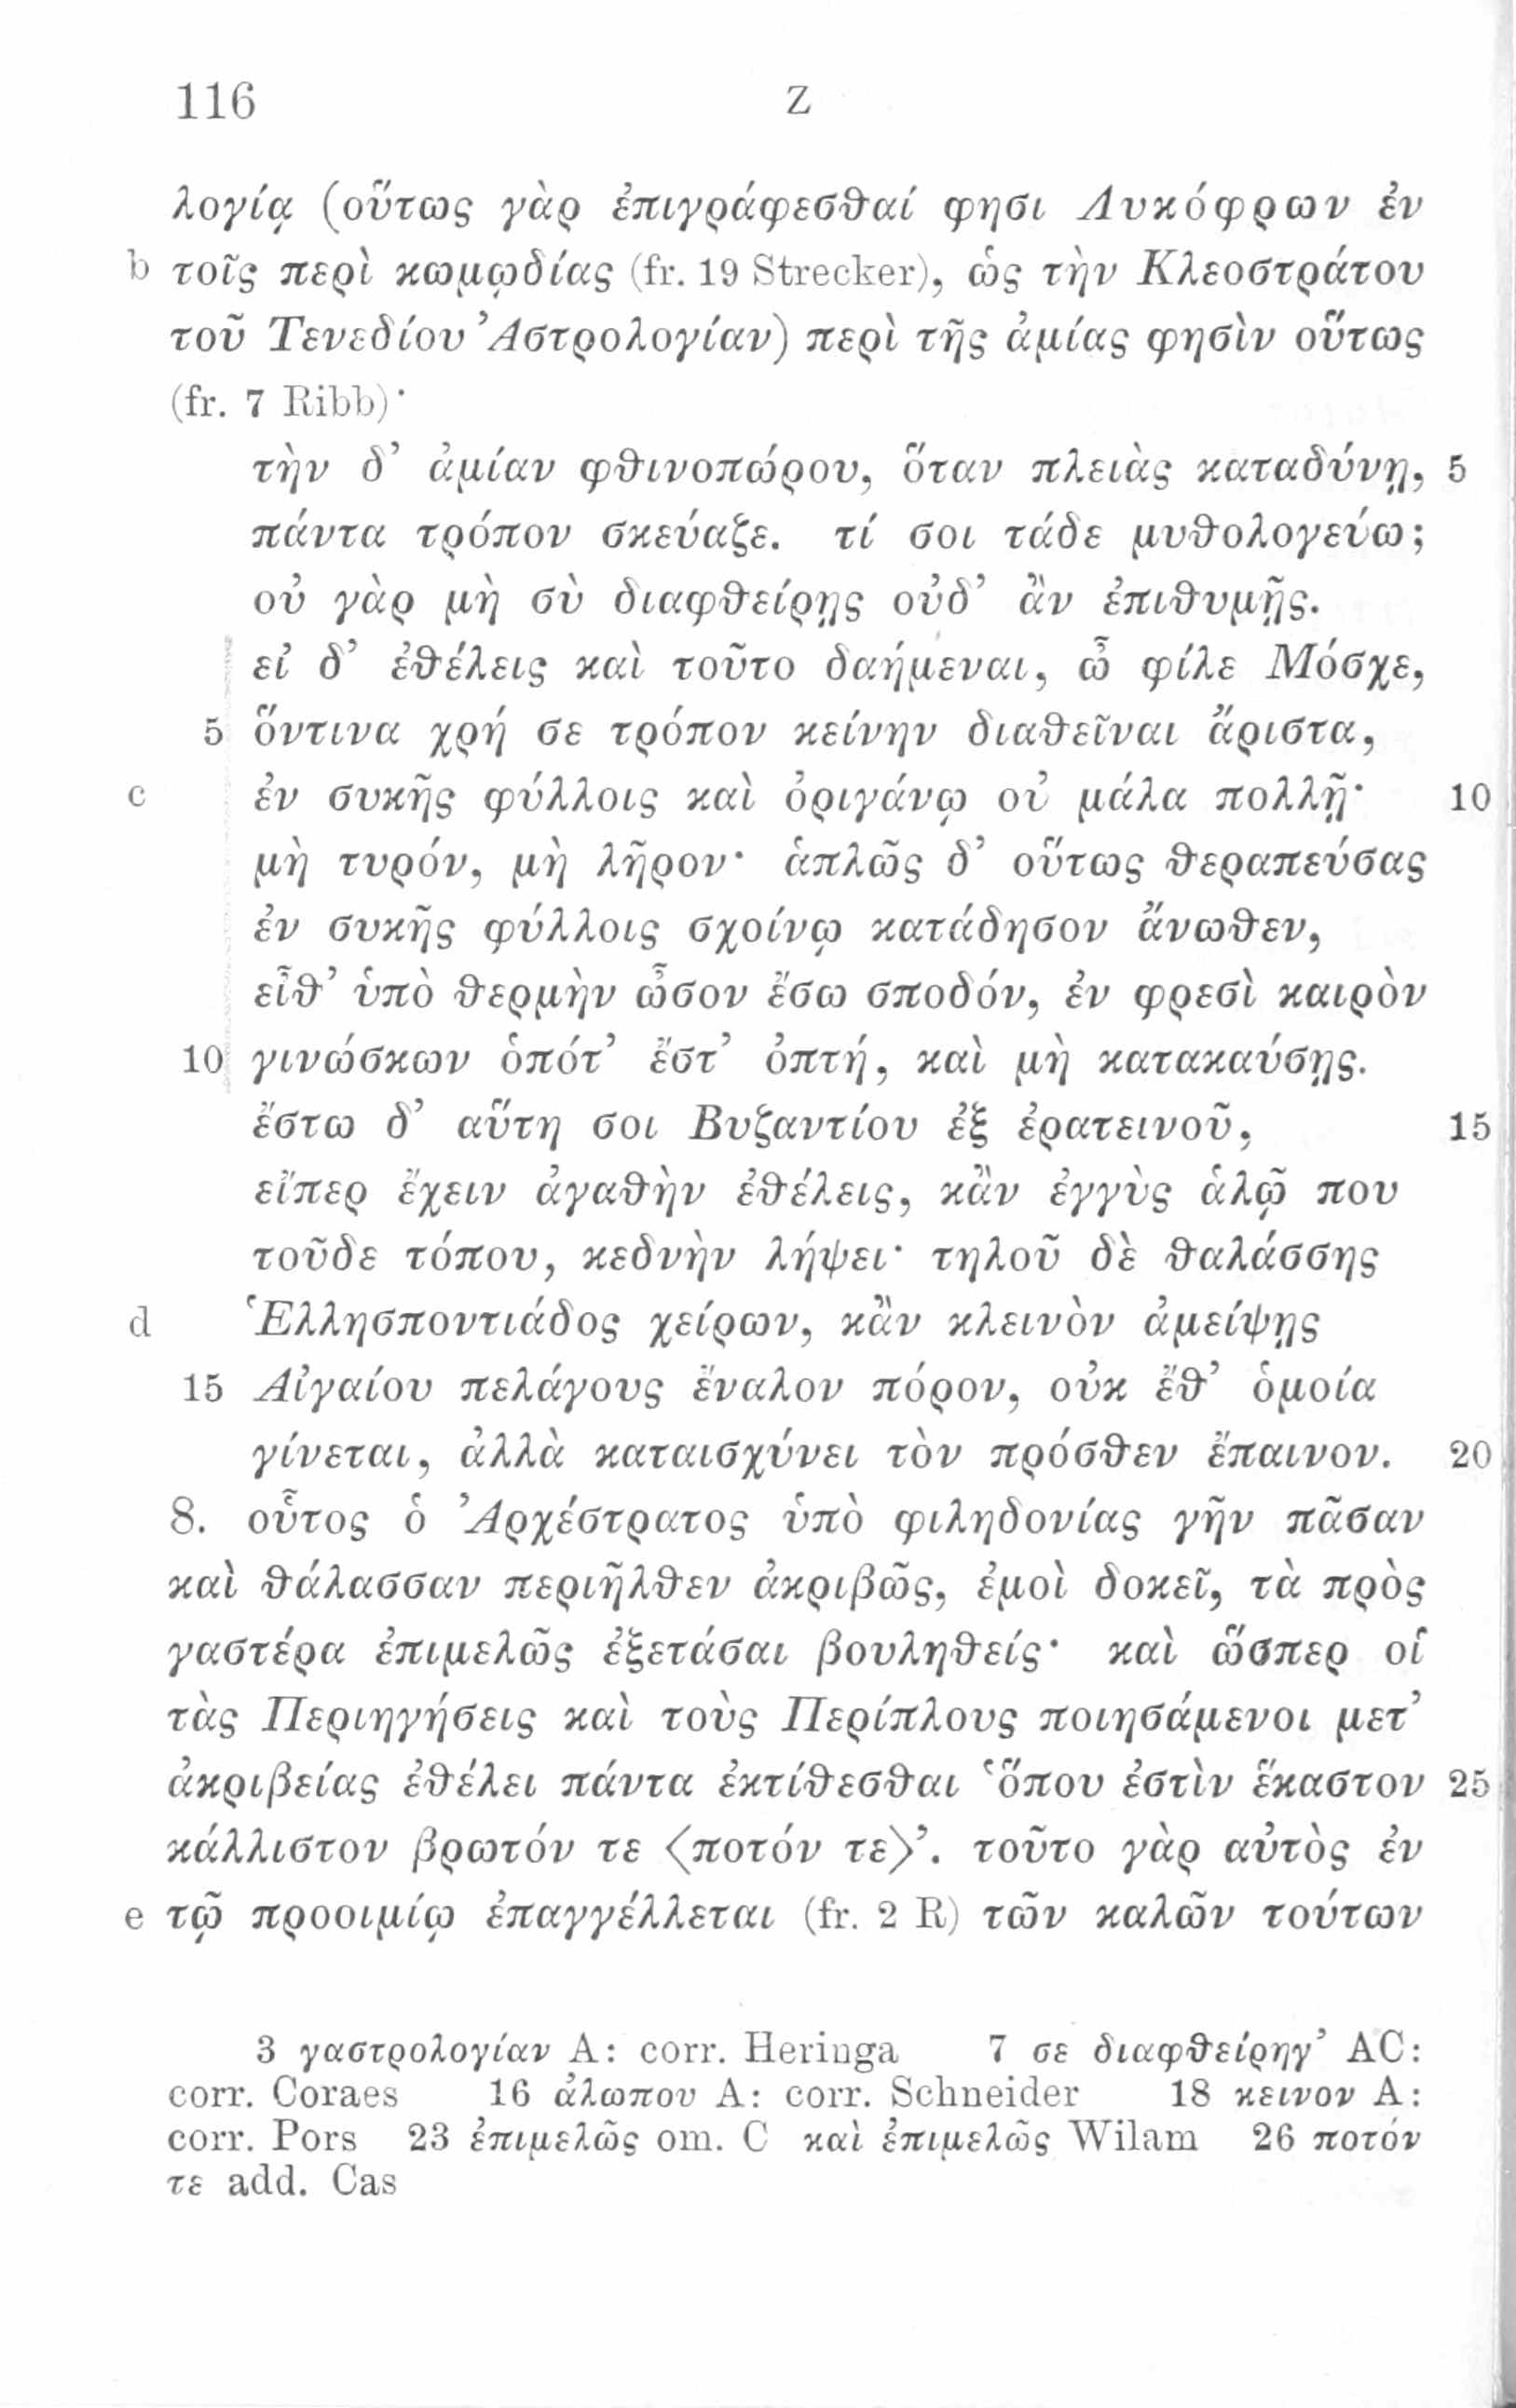 116 Z
λογίᾳ (οὕτως γὰρ ἐπιγράφεσθαί φησι Λυκόφρων ἐν
b τοῖς περὶ κωμῳδίας (fr. 19 Strecker), ὡς τὴν Κλεοστράτου
τοῦ Τενεδίου Ἀστρολογίαν) περὶ τῆς ἀμίας φησὶν οὕτως
(fr. 7 Ribb)·
τὴν δ’ ἀμίαν φθινοπώρου, ὅταν πλειὰς καταδύνῃ, 5
πάντα τρόπον σκεύαζε. τί σοι τάδε μυθολογεύω;
οὐ γὰρ μὴ σὺ διαφθείρῃς οὐδ’ ἂν ἐπιθυμῇς.
εἰ δ’ ἐθέλεις καὶ τοῦτο δαήμεναι, ὦ φίλε Μόσχε,
5 ὅντινα χρή σε τρόπον κείνην διαθεῖναι ἄριστα,
c ἐν συκῆς φύλλοις καὶ ὀριγάνῳ οὐ μάλα πολλῇ· 10
μὴ τυρόν, μὴ λῆρον· ἁπλῶς δ’ οὕτως θεραπεύσας
ἐν συκῆς φύλλοις σχοίνῳ κατάδησον ἄνωθεν,
εἶθ’ ὑπὸ θερμὴν ὦσον ἔσω σποδόν, ἐν φρεσὶ καιρὸν
10 γινώσκων ὁπότ’ ἔστ’ ὀπτή, καὶ μὴ κατακαύσῃς.
ἔστω δ’ αὕτη σοι Βυζαντίου ἐξ ἐρατεινοῦ, 15
εἴπερ ἔχειν ἀγαθὴν ἐθέλεις, κἂν ἐγγὺς ἁλῷ που
τοῦδε τόπου, κεδνὴν λήψει· τηλοῦ δὲ θαλάσσης
d Ἑλλησποντιάδος χείρων, κἂν κλεινὸν ἀμείψῃς
15 Αἰγαίου πελάγους ἔναλον πόρον, οὐκ ἔθ’ ὁμοία
γίνεται, ἀλλὰ καταισχύνει τὸν πρόσθεν ἔπαινον. 20
8. οὗτος ὁ Ἀρχέστρατος ὑπὸ φιληδονίας γῆν πᾶσαν
καὶ θάλασσαν περιῆλθεν ἀκριβῶς, ἐμοὶ δοκεῖ, τὰ πρὸς
γαστέρα ἐπιμελῶς ἐξετάσαι βουληθείς· καὶ ὥσπερ οἱ
τὰς Περιηγήσεις καὶ τοὺς Περίπλους ποιησάμενοι μετ’
ἀκριβείας ἐθέλει πάντα ἐκτίθεσθαι ‘ὅπου ἐστὶν ἕκαστον 25
κάλλιστον βρωτόν τε <ποτόν τε>’. τοῦτο γὰρ αὐτὸς ἐν
e τῷ προοιμίῳ ἐπαγγέλλεται (fr. 2 R) τῶν καλῶν τούτων
3 γαστρολογίαν A: corr. Heringa 7 σε διαφθείρηγ’ AC:
corr. Coraes 16 ἀλωπου A: corr. Schneider 18 κεινον A:
corr. Pors 23 ἐπιμελῶς om. C καὶ ἐπιμελῶς Wilam 26 ποτόν
τε add. Cas